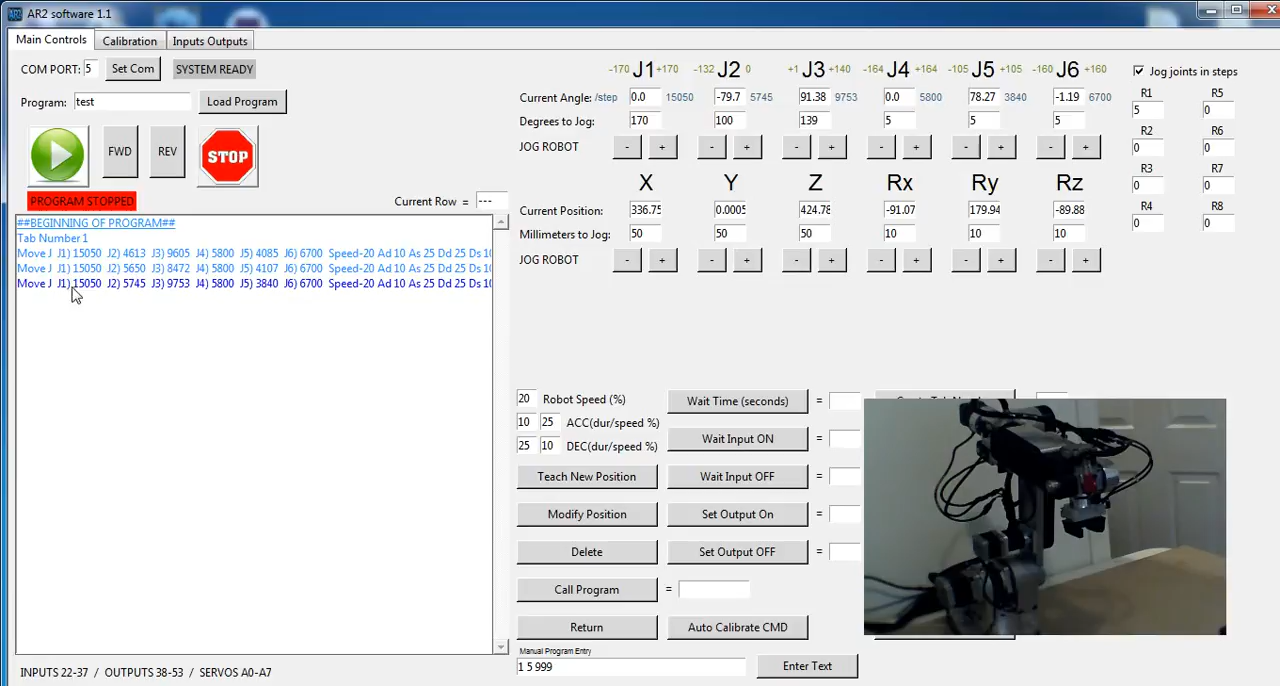 AR2 software 1.1
Main Controls Calibration Inputs Outputs
COM PORT: 5 Set Com SYSTEM READY
Program: test Load Program
FWD REV STOP
PROGRAM STOPPED
Current Row = ---
##BEGINNING OF PROGRAM##
Tab Number 1
Move J J1) 15050 J2) 4613 J3) 9605 J4) 5800 J5) 4085 J6) 6700 Speed-20 Ad 10 As 25 Dd 25 Ds 10
Move J J1) 15050 J2) 5650 J3) 8472 J4) 5800 J5) 4107 J6) 6700 Speed-20 Ad 10 As 25 Dd 25 Ds 10
Move J J1) 15050 J2) 5745 J3) 9753 J4) 5800 J5) 3840 J6) 6700 Speed-20 Ad 10 As 25 Dd 25 Ds 10
INPUTS 22-37 / OUTPUTS 38-53 / SERVOS A0-A7
-170 J1 +170 -132 J2 0 +1 J3 +140 -164 J4 +164 -105 J5 +105 -160 J6 +160
Current Angle: /step 0.0 15050 -79.7 5745 91.38 9753 0.0 5800 78.27 3840 -1.19 6700
Degrees to Jog: 170 100 139 5 5 5
JOG ROBOT - + - + - + - + - + - +
X Y Z Rx Ry Rz
Current Position: 336.75 0.0005 424.78 -91.07 179.94 -89.88
Millimeters to Jog: 50 50 50 10 10 10
JOG ROBOT - + - + - + - + - + - +
Jog joints in steps
R1 R5
5 0
R2 R6
0 0
R3 R7
0 0
R4 R8
0 0
20 Robot Speed (%) Wait Time (seconds) =
10 25 ACC(dur/speed %) Wait Input ON =
25 10 DEC(dur/speed %)
Teach New Position Wait Input OFF =
Modify Position Set Output On =
Delete Set Output OFF =
Call Program =
Return Auto Calibrate CMD
Manual Program Entry
1 5 999 Enter Text